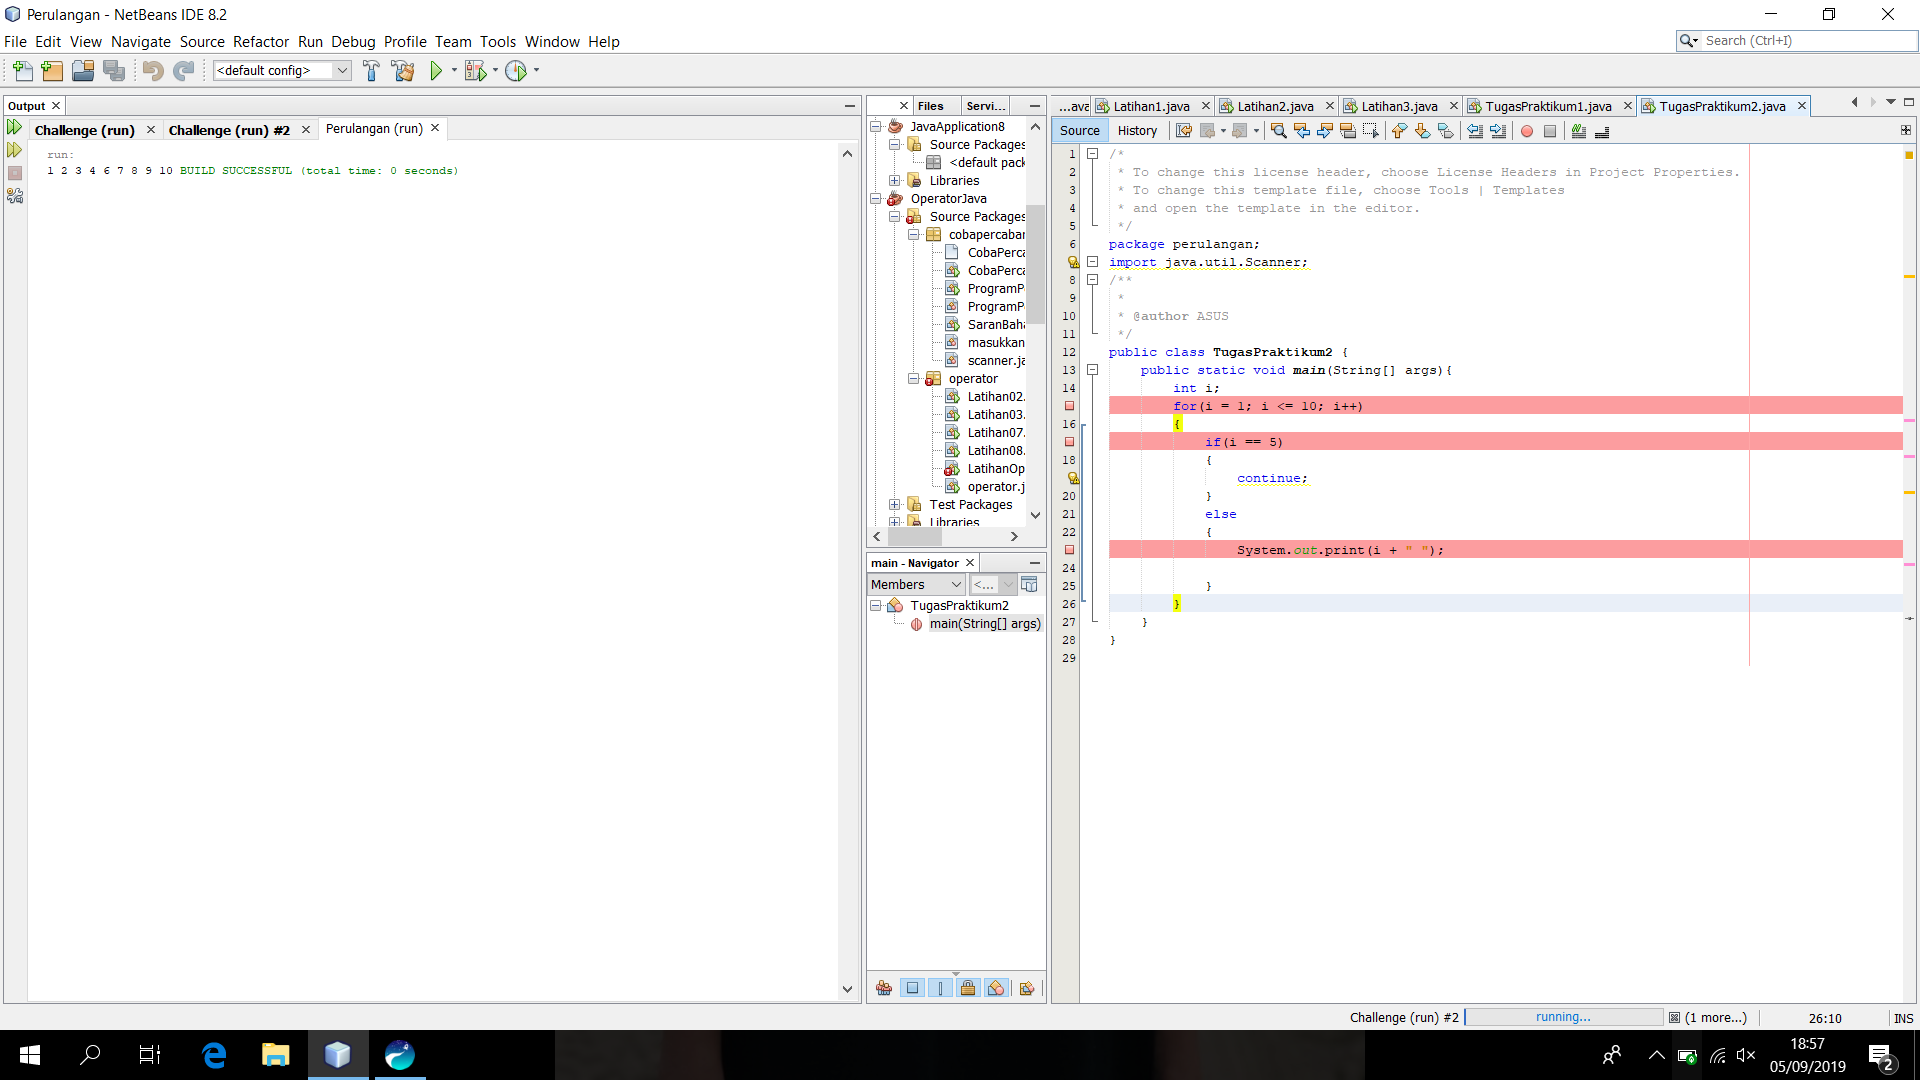 Perulangan - NetBeans IDE 8.2
File Edit View Navigate Source Refactor Run Debug Profile Team Tools Window Help
Search (Ctrl+I)
<default config>
Output
Challenge (run)
Challenge (run) #2
Perulangan (run)
run:
1 2 3 4 6 7 8 9 10 BUILD SUCCESSFUL (total time: 0 seconds)
Files
Servi...
JavaApplication8
Source Packages
<default pack
Libraries
OperatorJava
Source Packages
cobapercabar
CobaPerca
CobaPerca
ProgramP
ProgramP
SaranBaha
masukkan
scanner.ja
operator
Latihan02.
Latihan03.
Latihan07.
Latihan08.
LatihanOp
operator.j
Test Packages
Libraries
main - Navigator
Members
<...
TugasPraktikum2
main(String[] args)
...ava
Latihan1.java
Latihan2.java
Latihan3.java
TugasPraktikum1.java
TugasPraktikum2.java
Source
History
1 /*
2 * To change this license header, choose License Headers in Project Properties.
3 * To change this template file, choose Tools | Templates
4 * and open the template in the editor.
5 */
6 package perulangan;
import java.util.Scanner;
8 /**
9 *
10 * @author ASUS
11 */
12 public class TugasPraktikum2 {
13 public static void main(String[] args){
14 int i;
for(i = 1; i <= 10; i++)
16 {
if(i == 5)
18 {
continue;
20 }
21 else
22 {
System.out.print(i + " ");
24
25 }
26 }
27 }
28 }
29
Challenge (run) #2
running...
(1 more...)
26:10
INS
18:57
05/09/2019
2